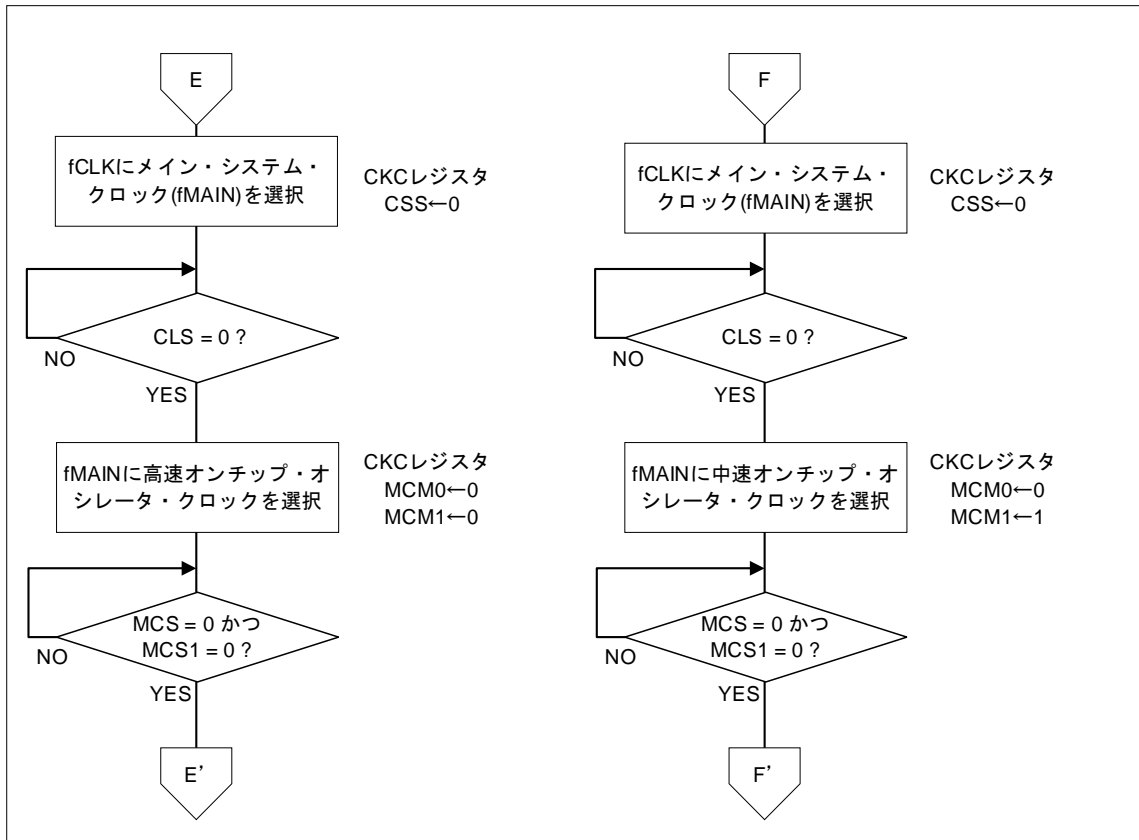 E
fCLKにメイン・システム・
クロック(fMAIN)を選択
CKCレジスタ
CSS←0
CLS = 0 ?
NO
YES
fMAINに高速オンチップ・オ
シレータ・クロックを選択
CKCレジスタ
MCM0←0
MCM1←0
MCS = 0 かつ
MCS1 = 0 ?
NO
YES
E’
F
fCLKにメイン・システム・
クロック(fMAIN)を選択
CKCレジスタ
CSS←0
CLS = 0 ?
NO
YES
fMAINに中速オンチップ・オ
シレータ・クロックを選択
CKCレジスタ
MCM0←0
MCM1←1
MCS = 0 かつ
MCS1 = 0 ?
NO
YES
F’